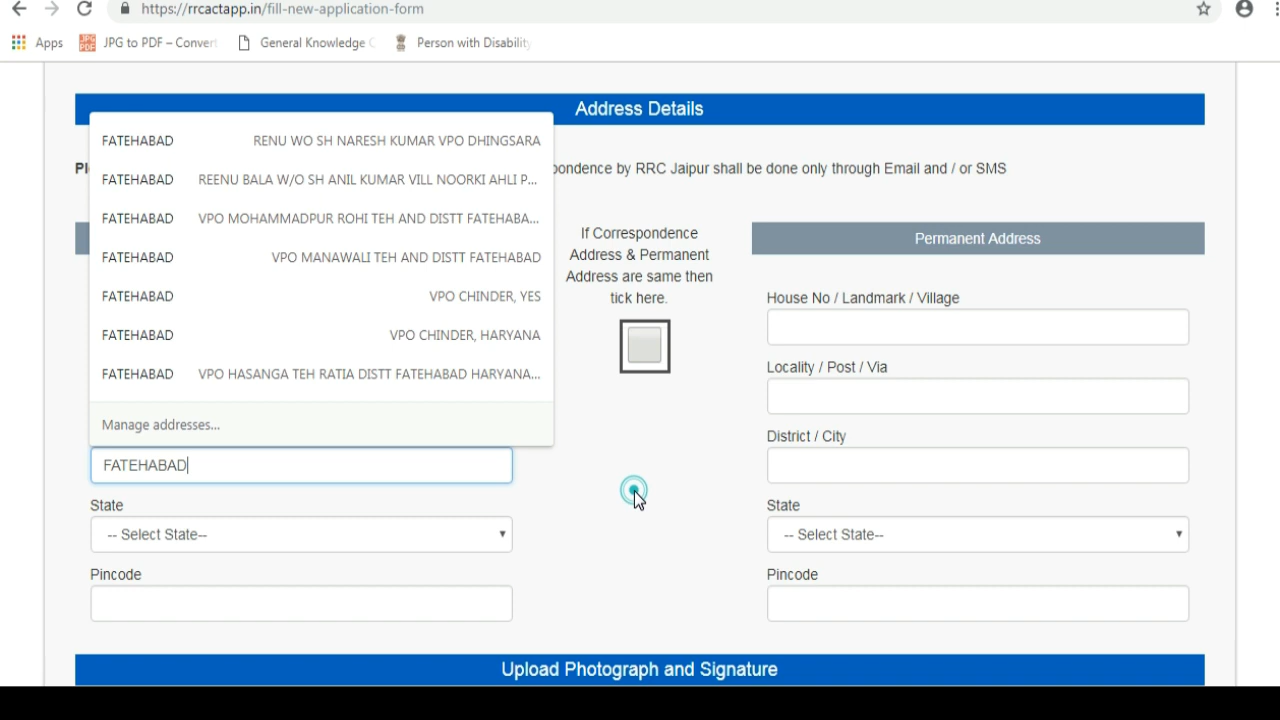 https://rrcactapp.in/fill-new-application-form
Apps JPG to PDF – Convert General Knowledge Person with Disability
Address Details
FATEHABAD RENU WO SH NARESH KUMAR VPO DHINGSARA
FATEHABAD REENU BALA W/O SH ANIL KUMAR VILL NOORKI AHLI P...
FATEHABAD VPO MOHAMMADPUR ROHI TEH AND DISTT FATEHABA...
FATEHABAD VPO MANAWALI TEH AND DISTT FATEHABAD
FATEHABAD VPO CHINDER, YES
FATEHABAD VPO CHINDER, HARYANA
FATEHABAD VPO HASANGA TEH RATIA DISTT FATEHABAD HARYANA...
Manage addresses...
FATEHABAD
State
-- Select State--
Pincode
by RRC Jaipur shall be done only through Email and / or SMS
If Correspondence
Address & Permanent
Address are same then
tick here.
Permanent Address
House No / Landmark / Village
Locality / Post / Via
District / City
State
-- Select State--
Pincode
Upload Photograph and Signature